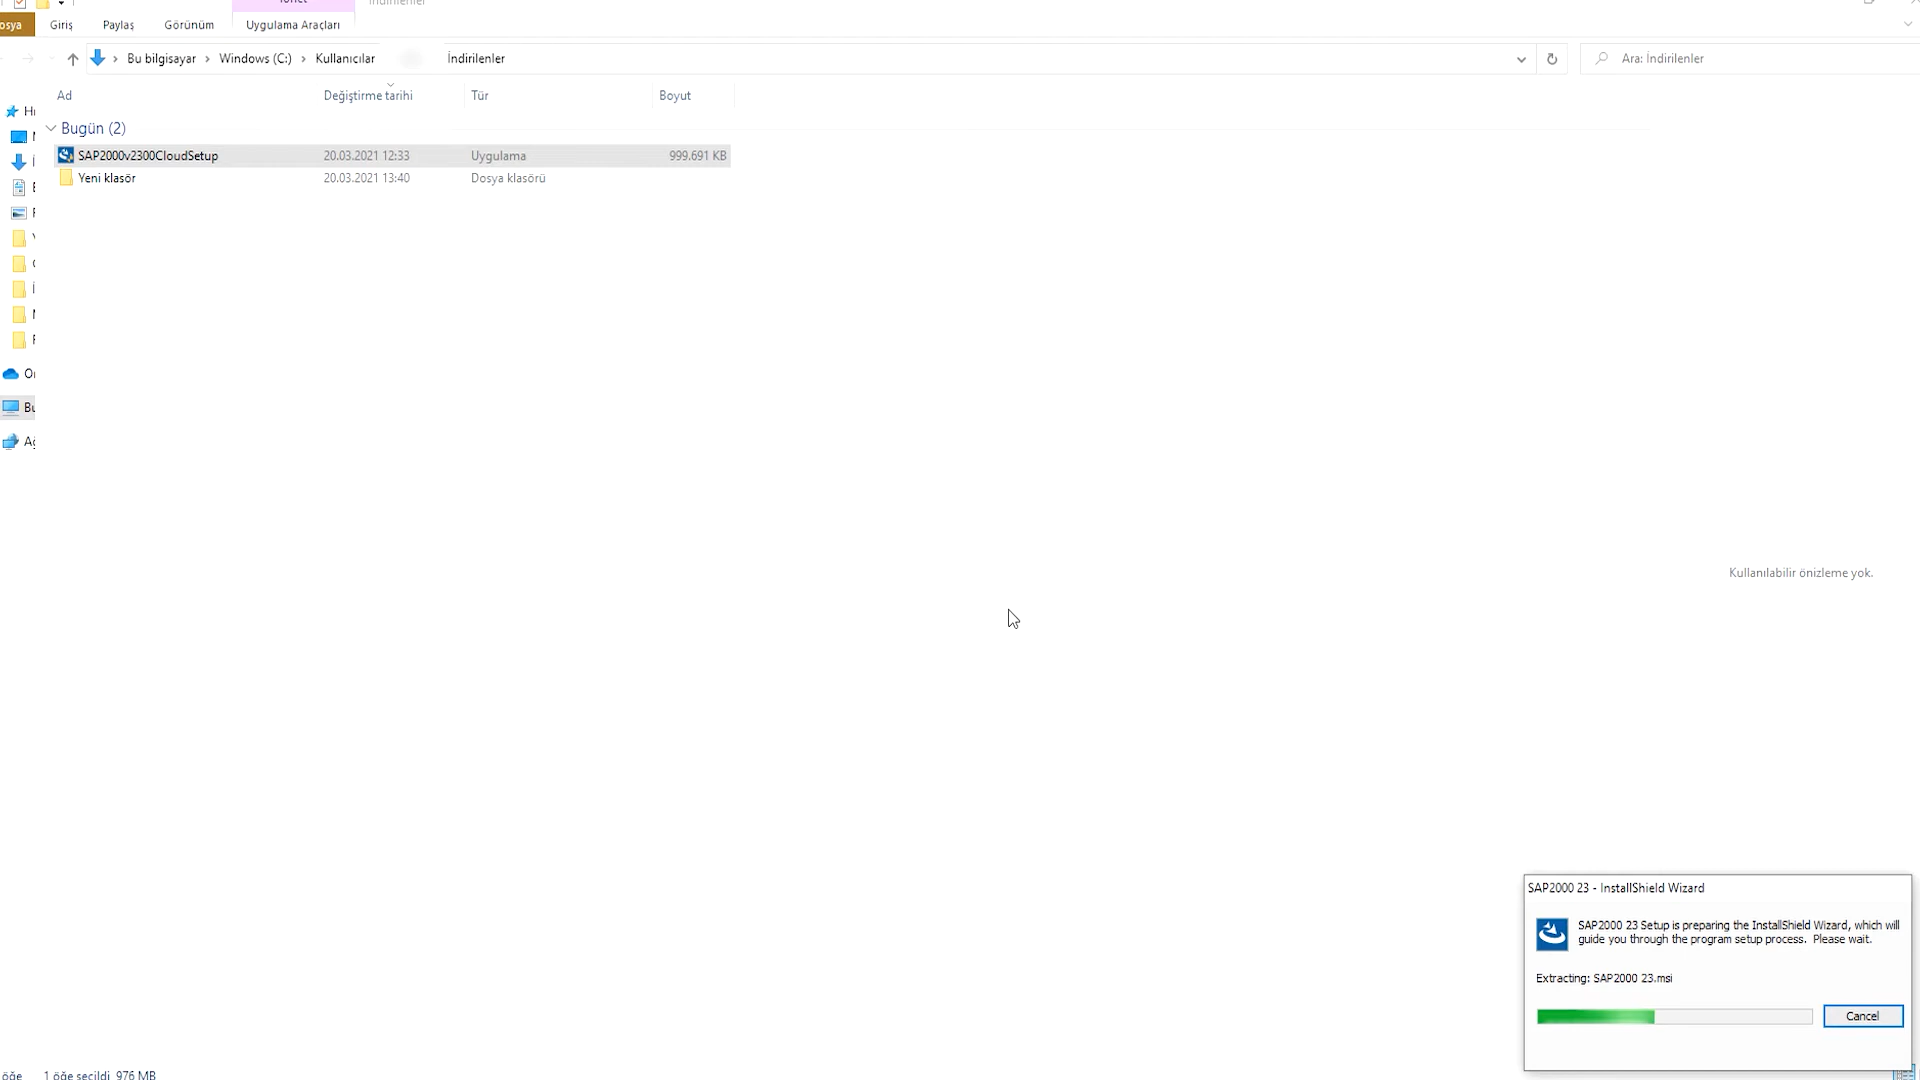 osya Giriş Paylaş Görünüm Uygulama Araçları
Bu bilgisayar Windows (C:) Kullanıcılar İndirilenler Ara: İndirilenler
Ad Değiştirme tarihi Tür Boyut
Bugün (2)
SAP2000v2300CloudSetup 20.03.2021 12:33 Uygulama 999.691 KB
Yeni klasör 20.03.2021 13:40 Dosya klasörü
Kullanılabilir önizleme yok.
SAP2000 23 - InstallShield Wizard
SAP2000 23 Setup is preparing the InstallShield Wizard, which will
guide you through the program setup process. Please wait.
Extracting: SAP2000 23.msi
Cancel
öğe 1 öğe seçildi 976 MB